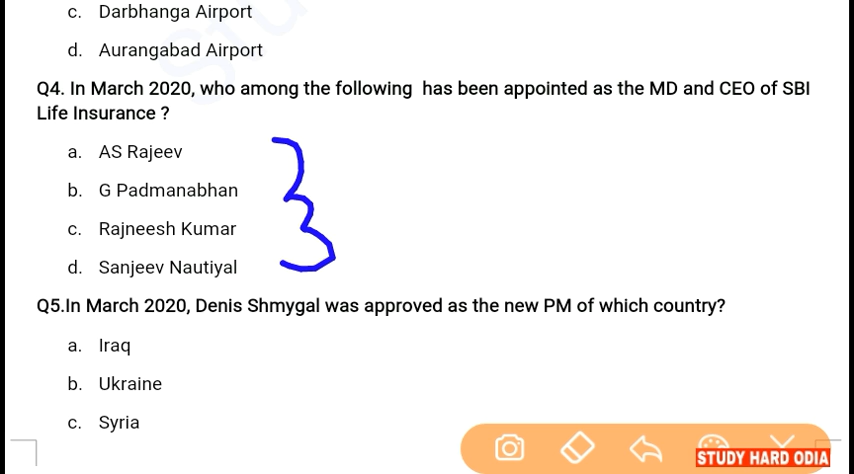 c. Darbhanga Airport
d. Aurangabad Airport
Q4. In March 2020, who among the following  has been appointed as the MD and CEO of SBI
Life Insurance ?
a. AS Rajeev
b. G Padmanabhan
c. Rajneesh Kumar
d. Sanjeev Nautiyal
3
Q5.In March 2020, Denis Shmygal was approved as the new PM of which country?
a. Iraq
b. Ukraine
c. Syria
STUDY HARD ODIA